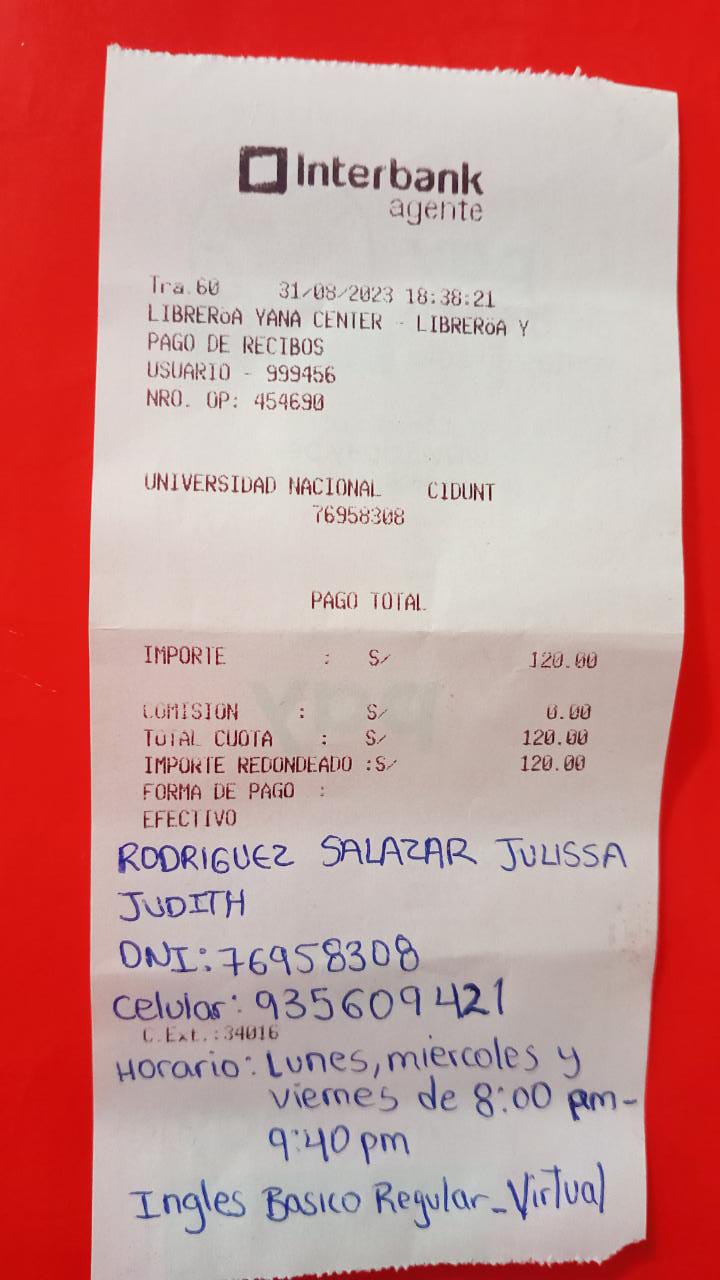 Interbank
agente
Tra.60 31/08/2023 18:38:21
LIBREROA YANA CENTER - LIBREROA Y
PAGO DE RECIBOS
USUARIO - 999456
NRO. OP: 454690
UNIVERSIDAD NACIONAL CIDUNT
76958308
PAGO TOTAL
IMPORTE : S/ 120.00
COMISION : S/ 0.00
TOTAL CUOTA : S/ 120.00
IMPORTE REDONDEADO :S/ 120.00
FORMA DE PAGO :
EFECTIVO
RODRIGUEZ SALAZAR JULISSA
JUDITH
DNI: 76958308
Celular: 935609421
C.Ext.:34016
Horario: Lunes, miércoles y
viernes de 8:00 pm-
9:40 pm
Ingles Basico Regular_Virtual